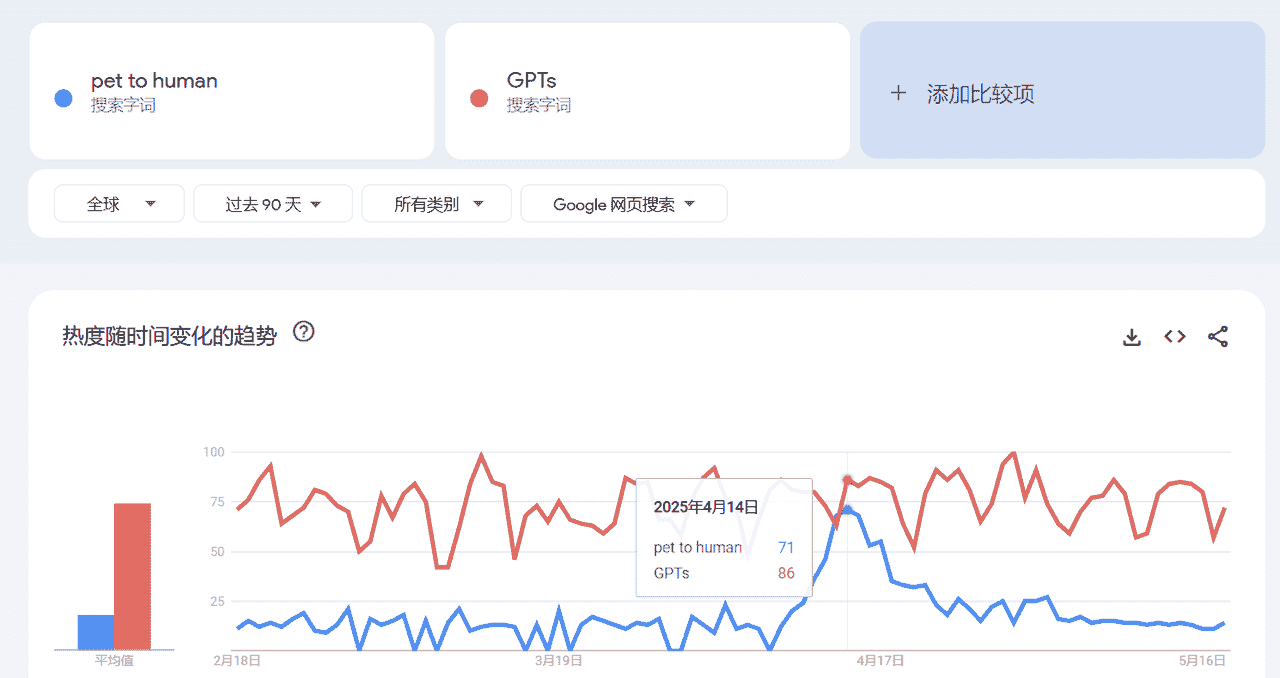 pet to human
搜索字词
GPTs
搜索字词
+ 添加比较项
全球
过去 90 天
所有类别
Google 网页搜索
热度随时间变化的趋势
100
75
50
25
2025年4月14日
pet to human 71
GPTs 86
平均值
2月18日
3月19日
4月17日
5月16日